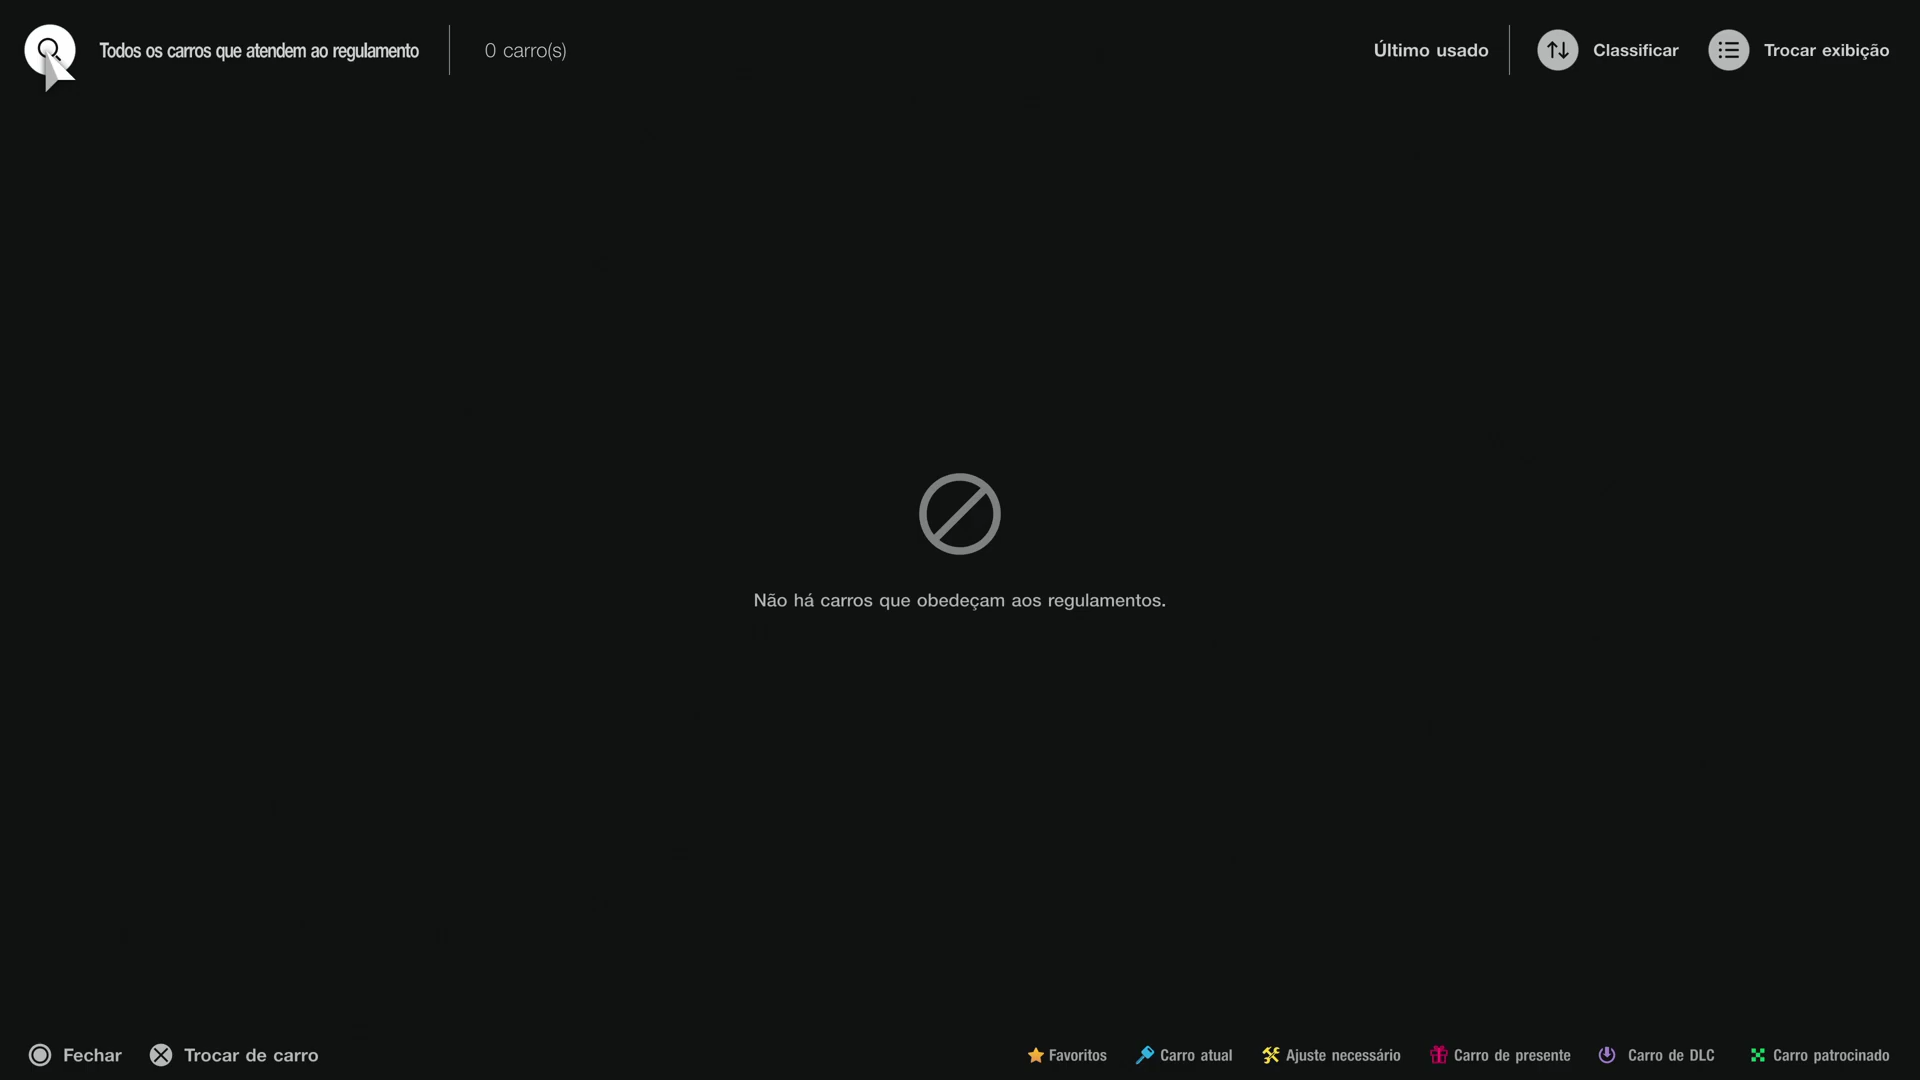 Todos os carros que atendem ao regulamento
0 carro(s)
Último usado
Classificar
Trocar exibição
Não há carros que obedeçam aos regulamentos.
Fechar
Trocar de carro
Favoritos
Carro atual
Ajuste necessário
Carro de presente
Carro de DLC
Carro patrocinado